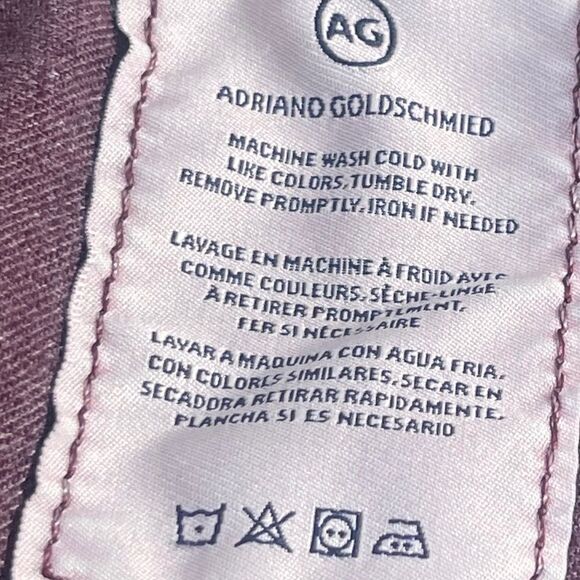 AG
ADRIANO GOLDSCHMIED
MACHINE WASH COLD WITH
LIKE COLORS, TUMBLE DRY.
REMOVE PROMPTLY. IRON IF NEEDED
LAVAGE EN MACHINE À FROID AVEC
COMME COULEURS. SÈCHE-LINGE
À RETIRER PROMPTEMENT.
FER SI NÉCESSAIRE
LAVAR A MAQUINA CON AGUA FRIA.
CON COLORES SIMILARES, SECAR EN
SECADORA RETIRAR RAPIDAMENTE.
PLANCHA SI ES NECESARIO